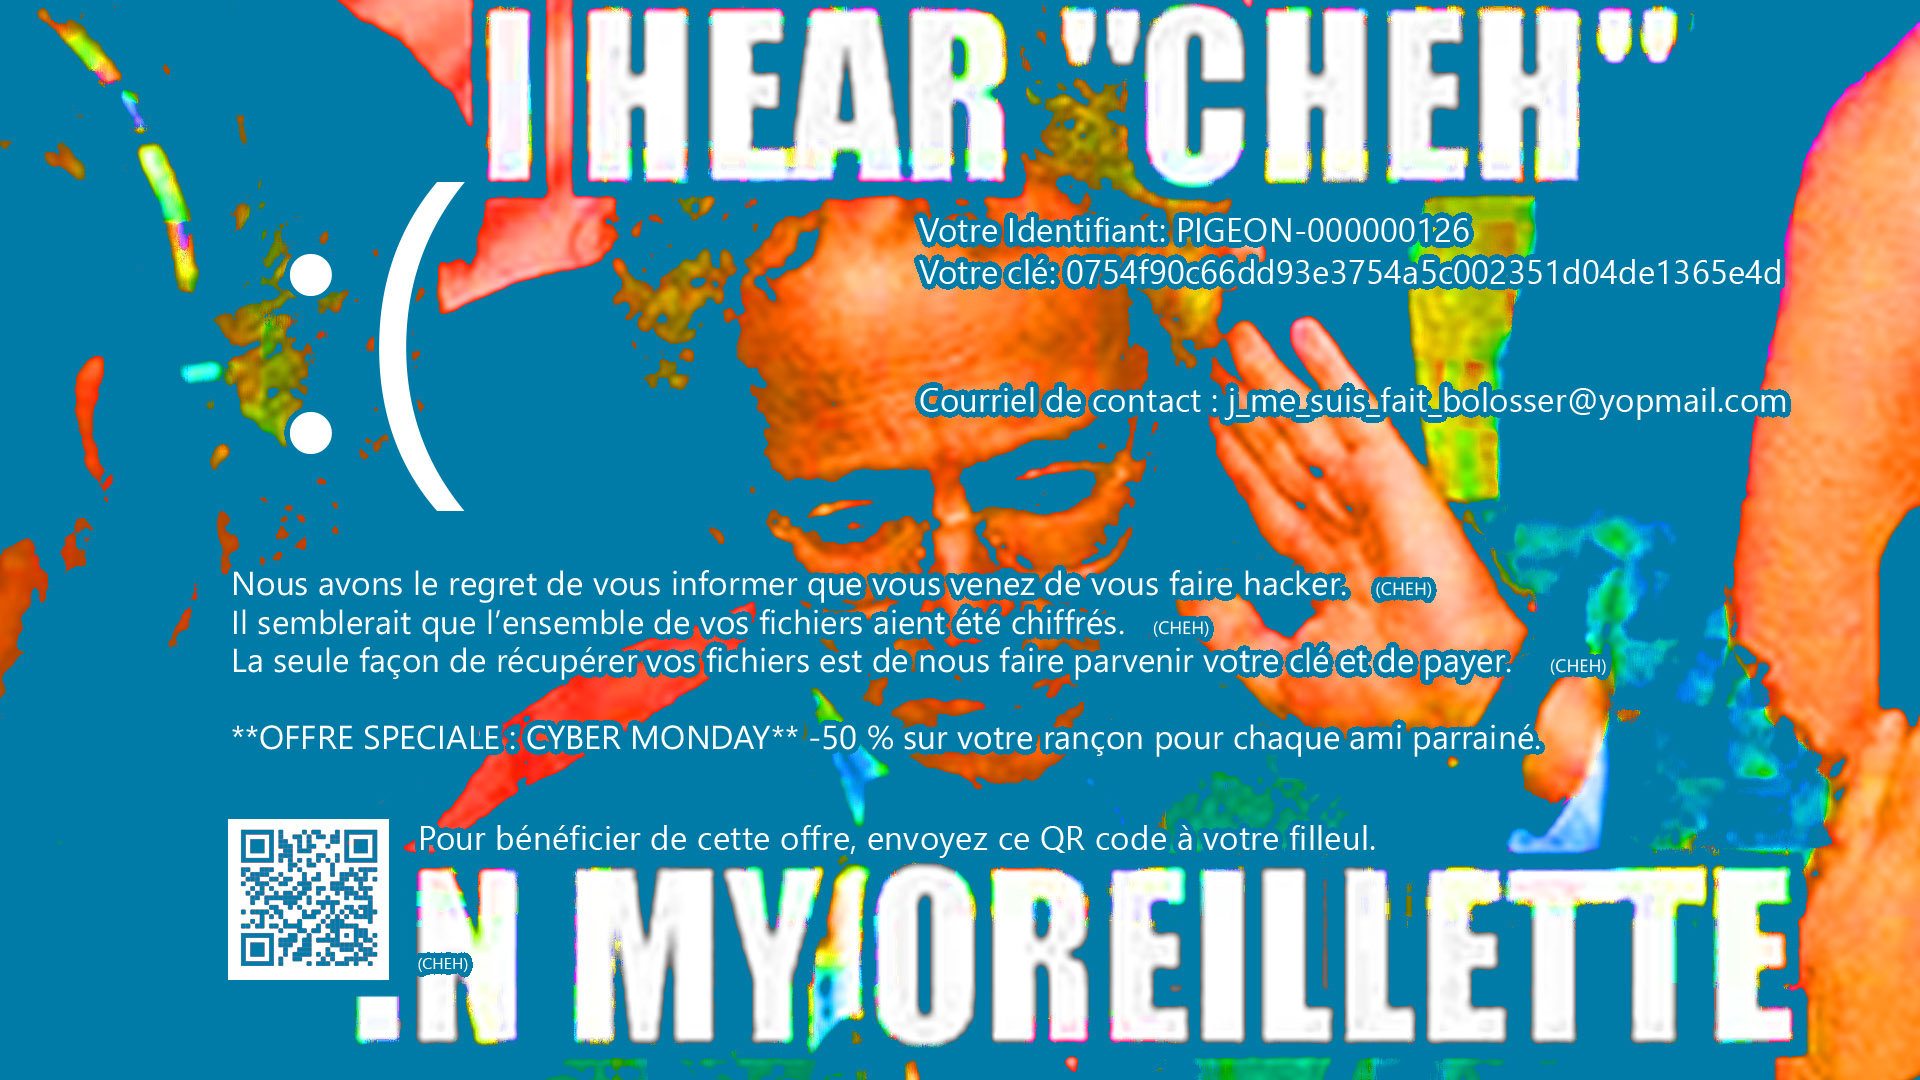 I HEAR "CHEH"
:(
Votre Identifiant: PIGEON-000000126
Votre clé: 0754f90c66dd93e3754a5c002351d04de1365e4d
Courriel de contact : j_me_suis_fait_bolosser@yopmail.com
Nous avons le regret de vous informer que vous venez de vous faire hacker. (CHEH)
Il semblerait que l’ensemble de vos fichiers aient été chiffrés. (CHEH)
La seule façon de récupérer vos fichiers est de nous faire parvenir votre clé et de payer. (CHEH)
**OFFRE SPECIALE : CYBER MONDAY** -50 % sur votre rançon pour chaque ami parrainé.
Pour bénéficier de cette offre, envoyez ce QR code à votre filleul.
(CHEH)
.N MY OREILLETTE